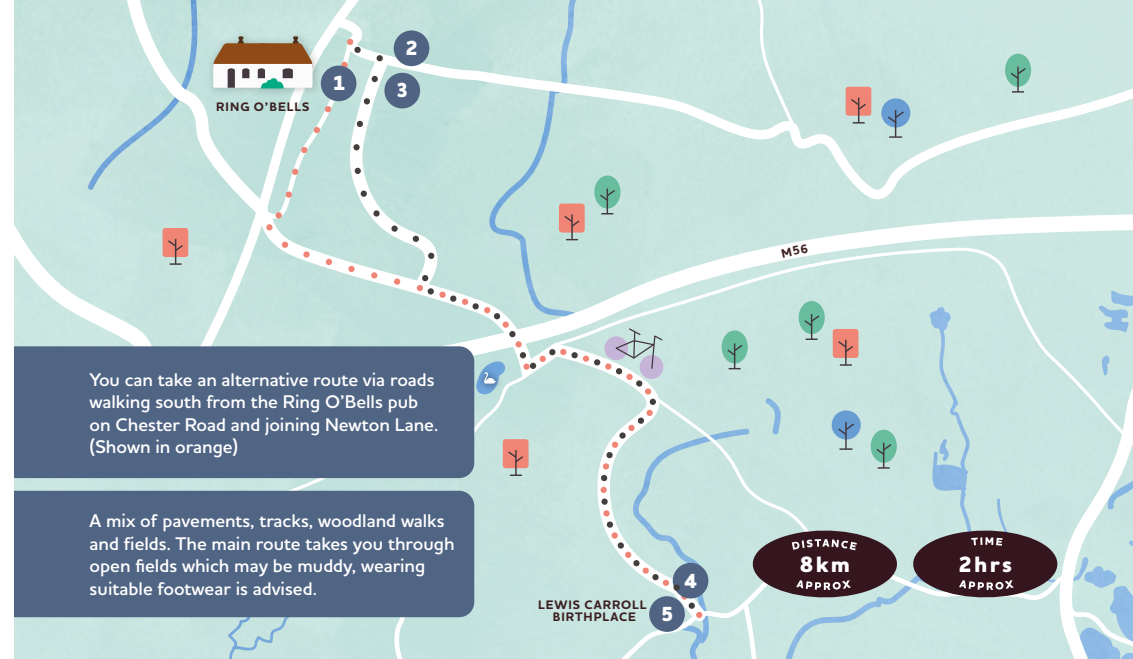 2
1
3
RING O'BELLS
M56
You can take an alternative route via roads
walking south from the Ring O'Bells pub
on Chester Road and joining Newton Lane.
(Shown in orange)
A mix of pavements, tracks, woodland walks
and fields. The main route takes you through
open fields which may be muddy, wearing
suitable footwear is advised.
DISTANCE
8km
APPROX
TIME
2hrs
APPROX
4
LEWIS CARROLL
BIRTHPLACE
5